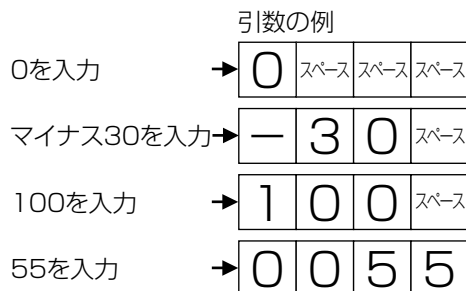 引数の例
0を入力 → 0 スペース スペース スペース
マイナス30を入力 → − 3 0 スペース
100を入力 → 1 0 0 スペース
55を入力 → 0 0 5 5